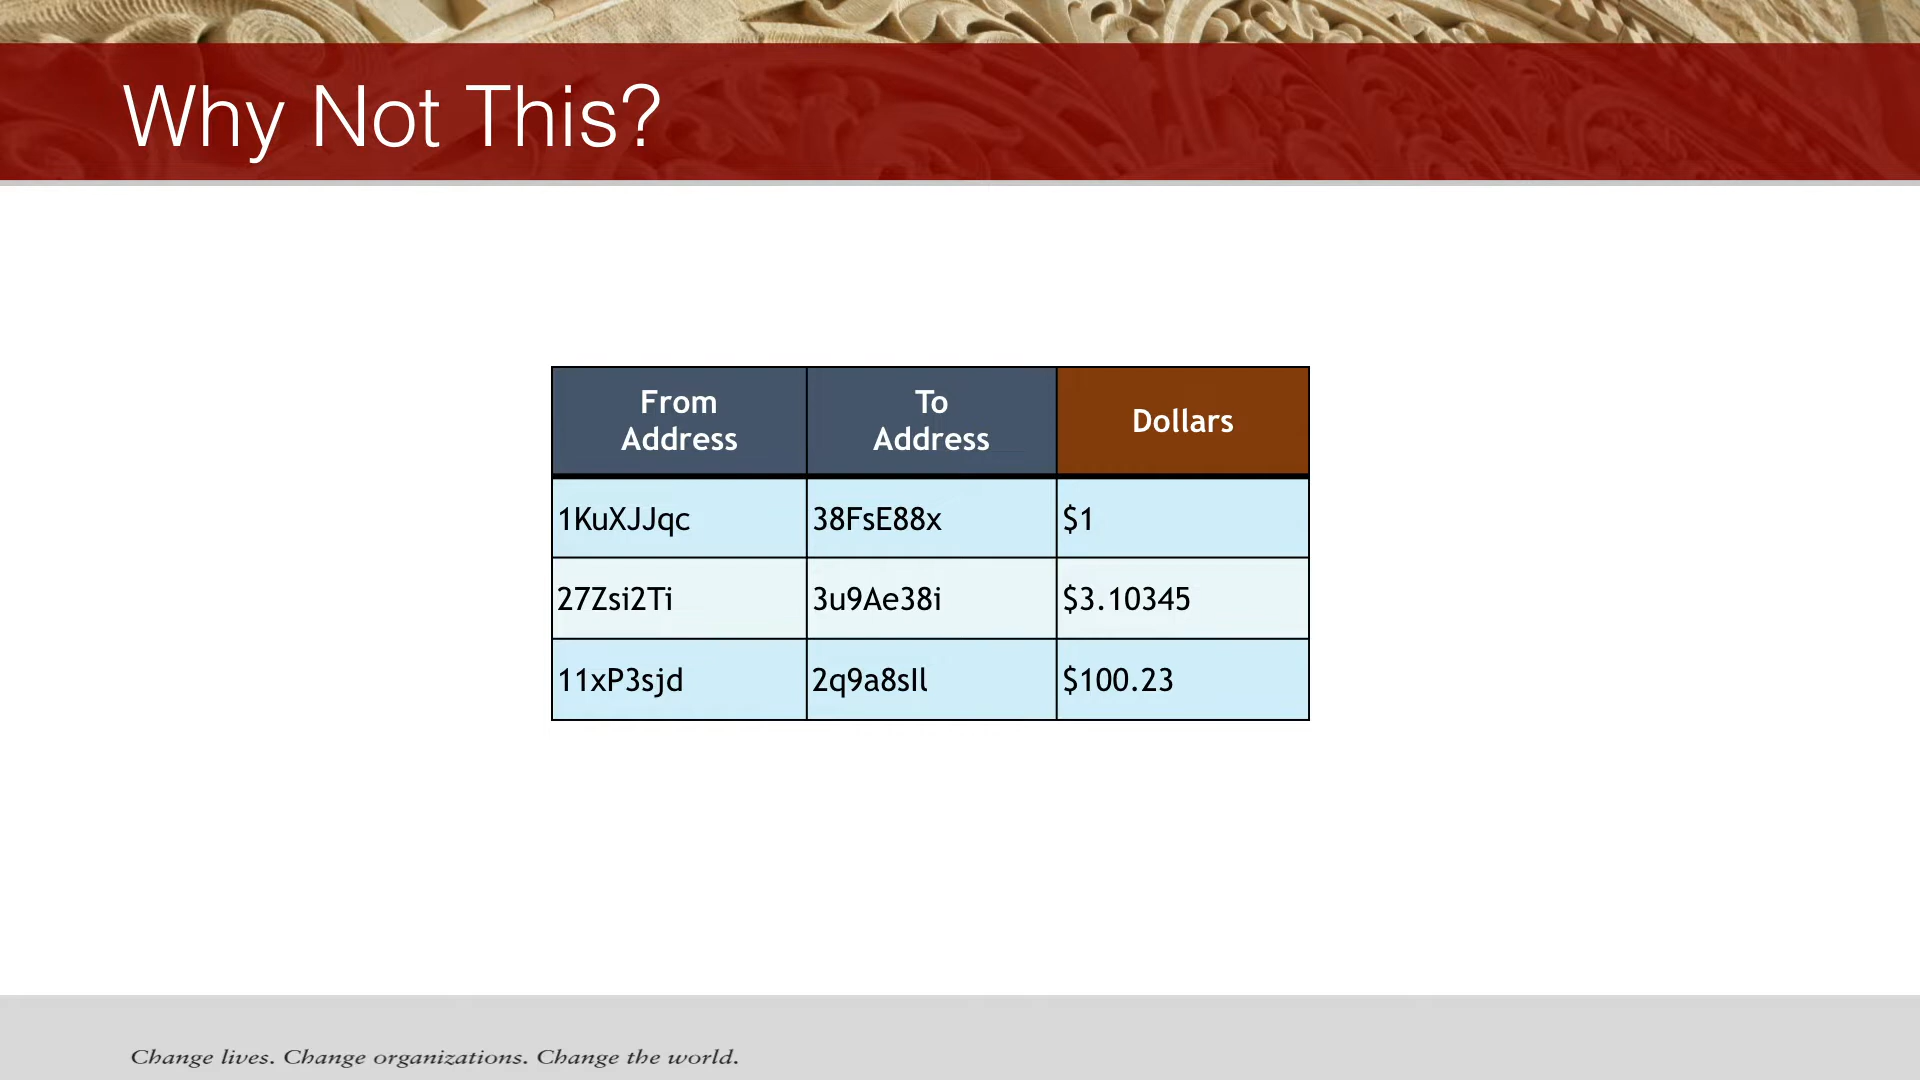 Why Not This?
From Address To Address Dollars
1KuXJJqc 38FsE88x $1
27Zsi2Ti 3u9Ae38i $3.10345
11xP3sjd 2q9a8sIl $100.23
Change lives. Change organizations. Change the world.